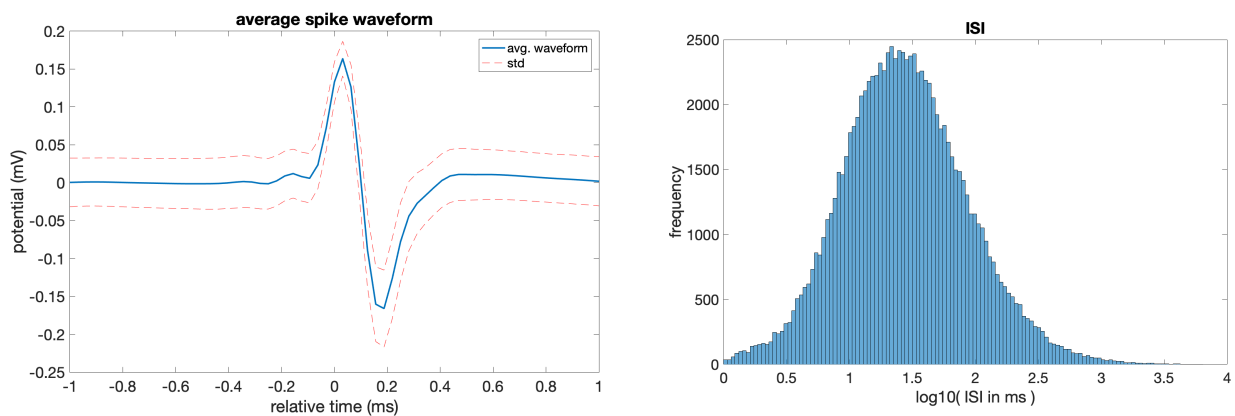 average spike waveform
0.2
0.15
0.1
0.05
0
-0.05
-0.1
-0.15
-0.2
-0.25
potential (mV)
avg. waveform
std
-1 -0.8 -0.6 -0.4 -0.2 0 0.2 0.4 0.6 0.8 1
relative time (ms)
ISI
2500
2000
1500
1000
500
0
frequency
0 0.5 1 1.5 2 2.5 3 3.5 4
log10( ISI in ms )